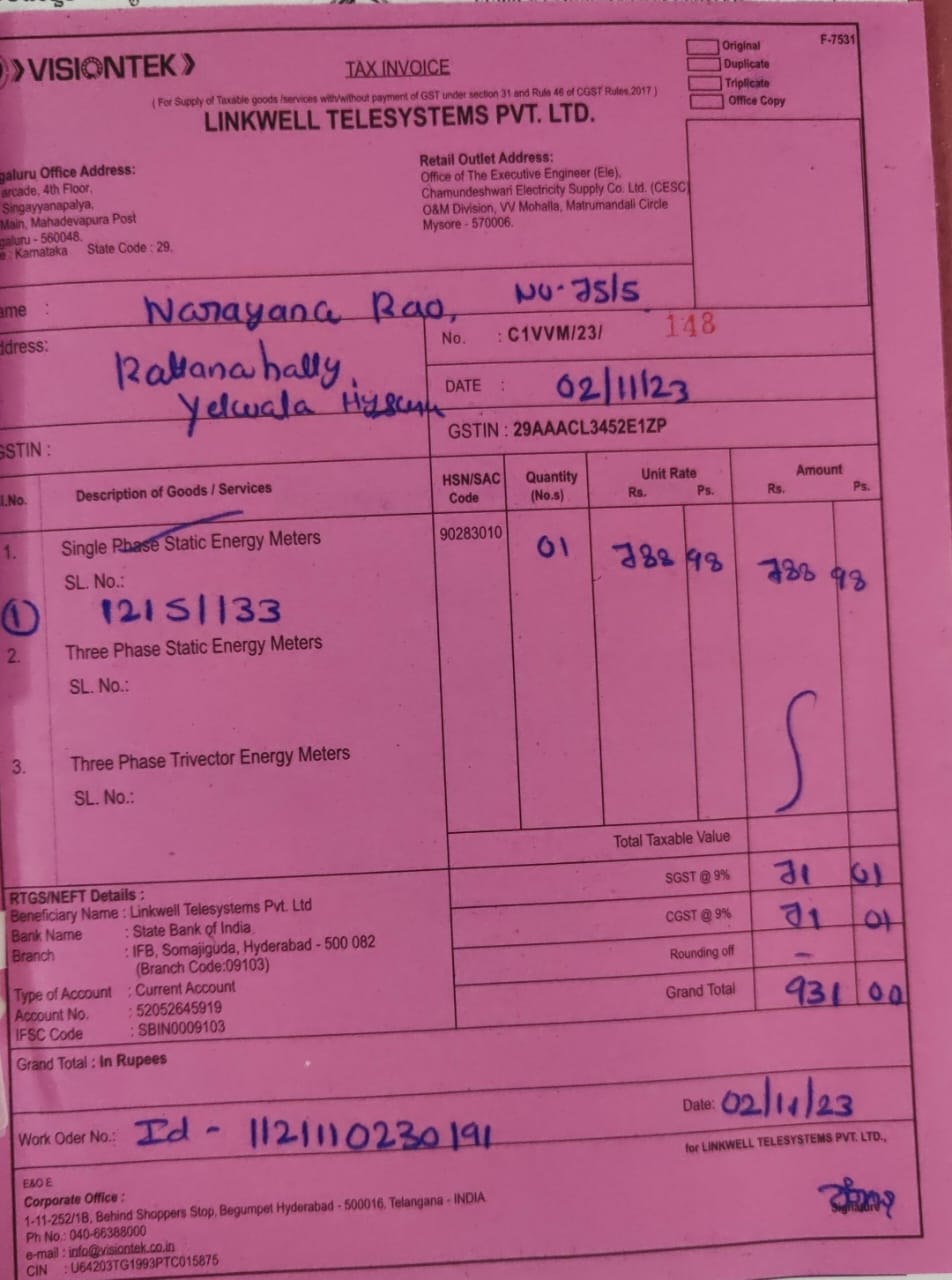 VISIONTEK
TAX INVOICE
Original
Duplicate
Triplicate
Office Copy
F-7531
( For Supply of Taxable goods /services with/without payment of GST under section 31 and Rule 46 of CGST Rules,2017 )
LINKWELL TELESYSTEMS PVT. LTD.
galuru Office Address:
arcade, 4th Floor,
Singayyanapalya,
Main, Mahadevapura Post
galuru - 560048.
e : Karnataka State Code : 29.
Retail Outlet Address:
Office of The Executive Engineer (Ele),
Chamundeshwari Electricity Supply Co. Ltd. (CESC
O&M Division, VV Mohalla, Matrumandali Circle
Mysore - 570006.
ame : Narayana Rao,
ddress:
Yelwala
No. : C1VVM/23/ 148
DATE : 02/11/23
GSTIN : 29AAACL3452E1ZP
GSTIN :
l.No. Description of Goods / Services HSN/SAC Code Quantity (No.s) Unit Rate Rs. Ps. Amount Rs. Ps.
1. Single Phase Static Energy Meters 90283010 01 788 98 788 98
SL. No.:
1 12151133
2. Three Phase Static Energy Meters
SL. No.:
3. Three Phase Trivector Energy Meters
SL. No.:
Total Taxable Value
SGST @ 9% 71 01
CGST @ 9% 71 01
Rounding off -
Grand Total 931 00
RTGS/NEFT Details :
Beneficiary Name : Linkwell Telesystems Pvt. Ltd
Bank Name : State Bank of India
Branch : IFB, Somajiguda, Hyderabad - 500 082
(Branch Code:09103)
Type of Account : Current Account
Account No. : 52052645919
IFSC Code : SBIN0009103
Grand Total : In Rupees
Work Oder No.: Id - 1121110230191
Date: 02/11/23
for LINKWELL TELESYSTEMS PVT. LTD.,
E&O E
Corporate Office :
1-11-252/1B, Behind Shoppers Stop, Begumpet Hyderabad - 500016, Telangana - INDIA
Ph No.: 040-66388000
e-mail : info@visiontek.co.in
CIN : U64203TG1993PTC015875